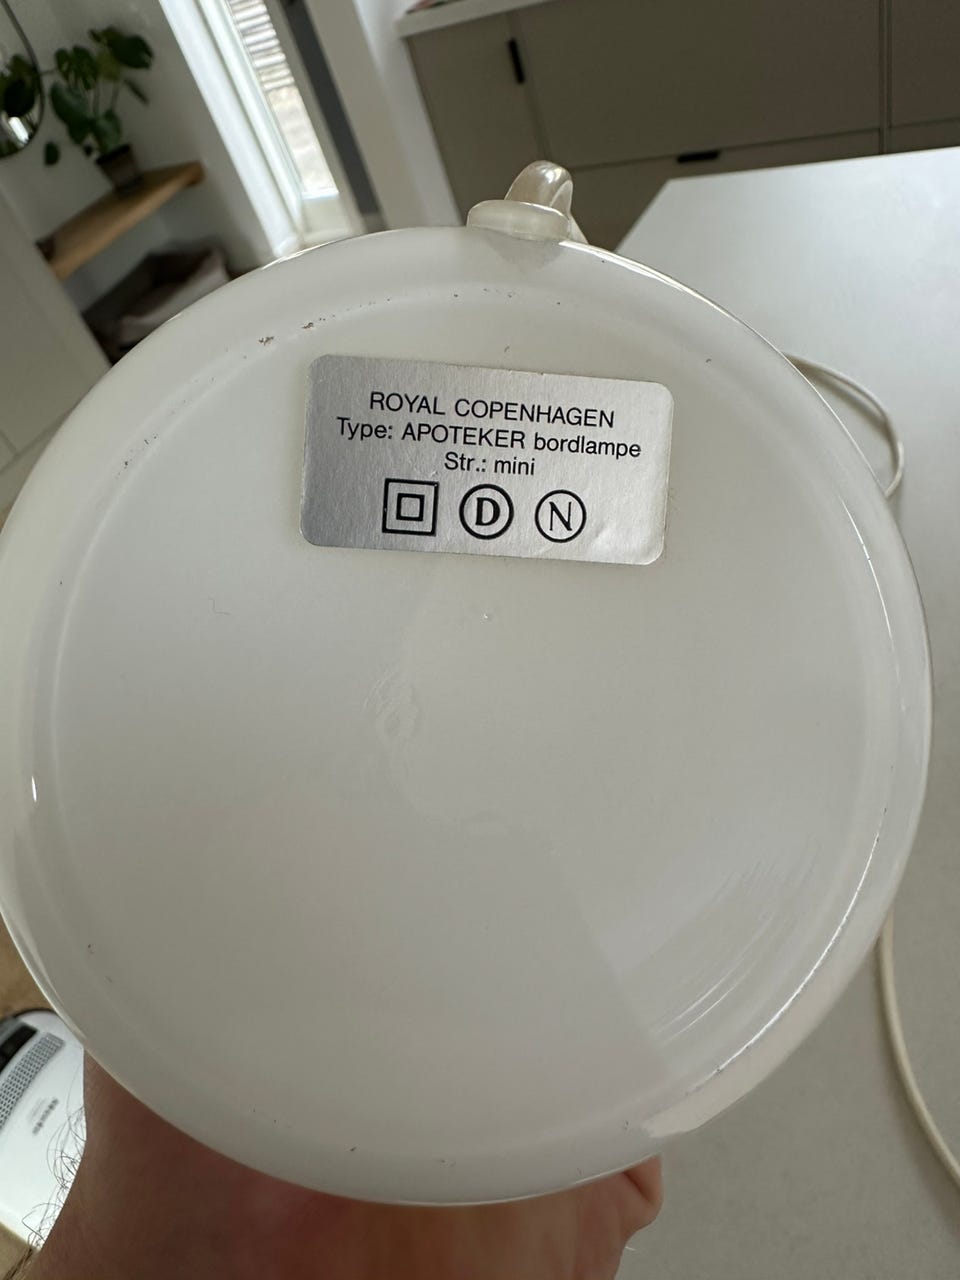 ROYAL COPENHAGEN
Type: APOTEKER bordlampe
Str.: mini
D N